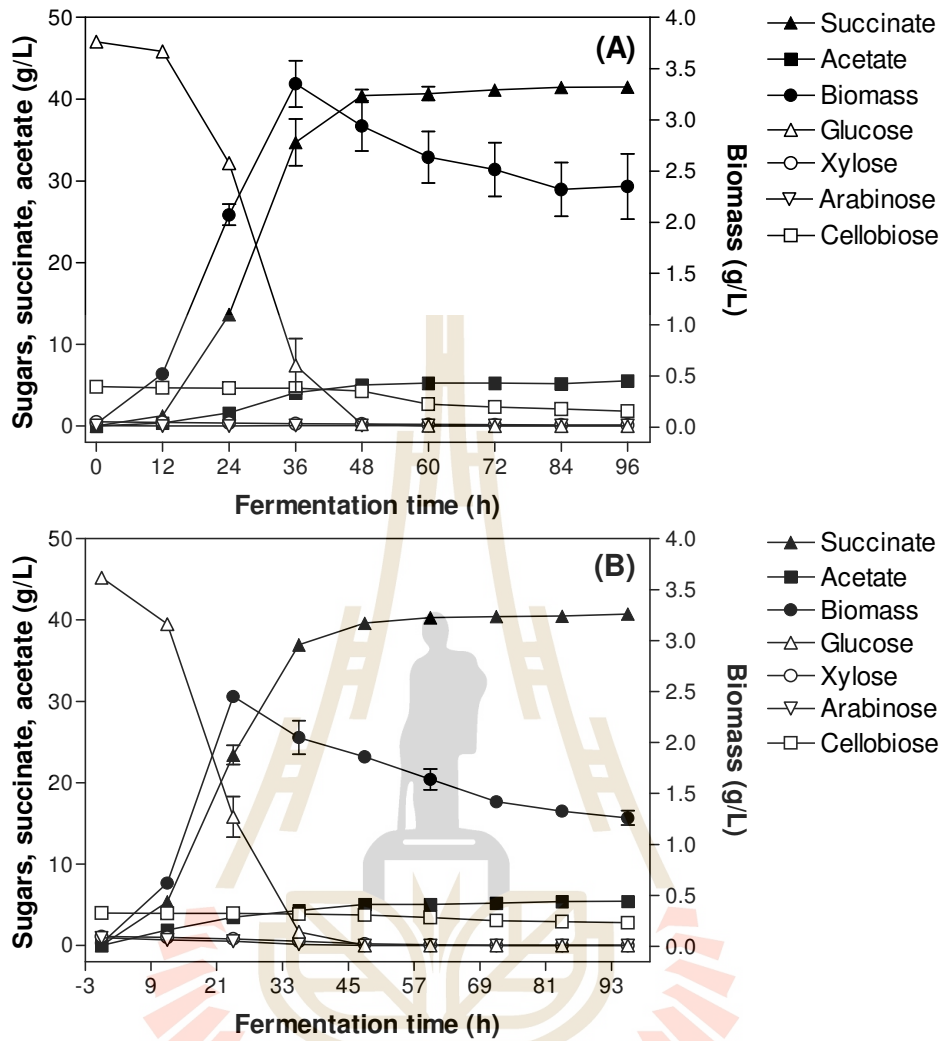 50
40
30
20
10
0
Sugars, succinate, acetate (g/L)
(A)
4.0
3.5
3.0
2.5
2.0
1.5
1.0
0.5
0.0
Biomass (g/L)
0 12 24 36 48 60 72 84 96
Fermentation time (h)
Succinate
Acetate
Biomass
Glucose
Xylose
Arabinose
Cellobiose
50
40
30
20
10
0
Sugars, succinate, acetate (g/L)
(B)
4.0
3.5
3.0
2.5
2.0
1.5
1.0
0.5
0.0
Biomass (g/L)
-3 9 21 33 45 57 69 81 93
Fermentation time (h)
Succinate
Acetate
Biomass
Glucose
Xylose
Arabinose
Cellobiose